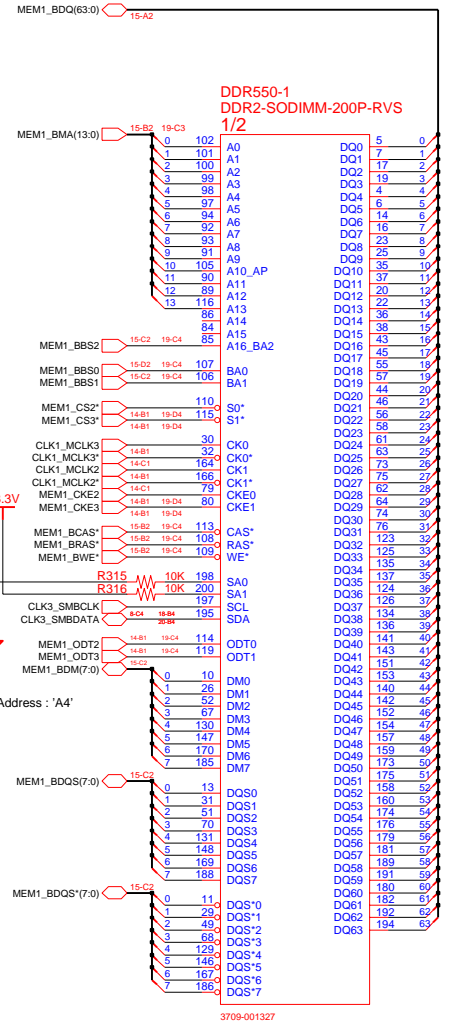 MEM1_BDQ(63:0)
15-A2
DDR550-1
DDR2-SODIMM-200P-RVS
1/2
MEM1_BMA(13:0) 15-B2 19-C3
0 102 A0 DQ0 5 0
1 101 A1 DQ1 7 1
2 100 A2 DQ2 17 2
3 99 A3 DQ3 19 3
4 98 A4 DQ4 4 4
5 97 A5 DQ5 6 5
6 94 A6 DQ6 14 6
7 92 A7 DQ7 16 7
8 93 A8 DQ8 23 8
9 91 A9 DQ9 25 9
10 105 A10_AP DQ10 35 10
11 90 A11 DQ11 37 11
12 89 A12 DQ12 20 12
13 116 A13 DQ13 22 13
86 A14 DQ14 36 14
84 A15 DQ15 38 15
MEM1_BBS2 15-C2 19-C4 85 A16_BA2 DQ16 43 16
DQ17 45 17
MEM1_BBS0 15-D2 19-C4 107 BA0 DQ18 55 18
MEM1_BBS1 15-C2 19-C4 106 BA1 DQ19 57 19
DQ20 44 20
MEM1_CS2* 14-B1 19-D4 110 S0* DQ21 46 21
MEM1_CS3* 14-B1 19-D4 115 S1* DQ22 56 22
DQ23 58 23
CLK1_MCLK3 14-B1 30 CK0 DQ24 61 24
CLK1_MCLK3* 14-C1 32 CK0* DQ25 63 25
CLK1_MCLK2 14-B1 164 CK1 DQ26 73 26
CLK1_MCLK2* 14-C1 166 CK1* DQ27 75 27
MEM1_CKE2 14-B1 19-D4 79 CKE0 DQ28 62 28
MEM1_CKE3 14-B1 19-D4 80 CKE1 DQ29 64 29
3.3V DQ30 74 30
MEM1_BCAS* 15-B2 19-C4 113 CAS* DQ31 76 31
MEM1_BRAS* 15-B2 19-C4 108 RAS* DQ32 123 32
MEM1_BWE* 15-B2 19-C4 109 WE* DQ33 125 33
DQ34 135 34
R315 10K 198 SA0 DQ35 137 35
R316 10K 200 SA1 DQ36 124 36
CLK3_SMBCLK 197 SCL DQ37 126 37
CLK3_SMBDATA 8-C4 18-B4 20-B4 195 SDA DQ38 134 38
DQ39 136 39
MEM1_ODT2 14-B1 19-C4 114 ODT0 DQ40 141 40
MEM1_ODT3 14-B1 19-C4 119 ODT1 DQ41 143 41
MEM1_BDM(7:0) 15-C2 DQ42 151 42
0 10 DM0 DQ43 153 43
1 26 DM1 DQ44 140 44
2 52 DM2 DQ45 142 45
Address : 'A4' 3 67 DM3 DQ46 152 46
4 130 DM4 DQ47 154 47
5 147 DM5 DQ48 157 48
6 170 DM6 DQ49 159 49
7 185 DM7 DQ50 173 50
MEM1_BDQS(7:0) 15-C2 DQ51 175 51
0 13 DQS0 DQ52 158 52
1 31 DQS1 DQ53 160 53
2 51 DQS2 DQ54 174 54
3 70 DQS3 DQ55 176 55
4 131 DQS4 DQ56 179 56
5 148 DQS5 DQ57 181 57
6 169 DQS6 DQ58 189 58
7 188 DQS7 DQ59 191 59
MEM1_BDQS*(7:0) 15-C2 DQ60 180 60
0 11 DQS*0 DQ61 182 61
1 29 DQS*1 DQ62 192 62
2 49 DQS*2 DQ63 194 63
3 68 DQS*3
4 129 DQS*4
5 146 DQS*5
6 167 DQS*6
7 186 DQS*7
3709-001327